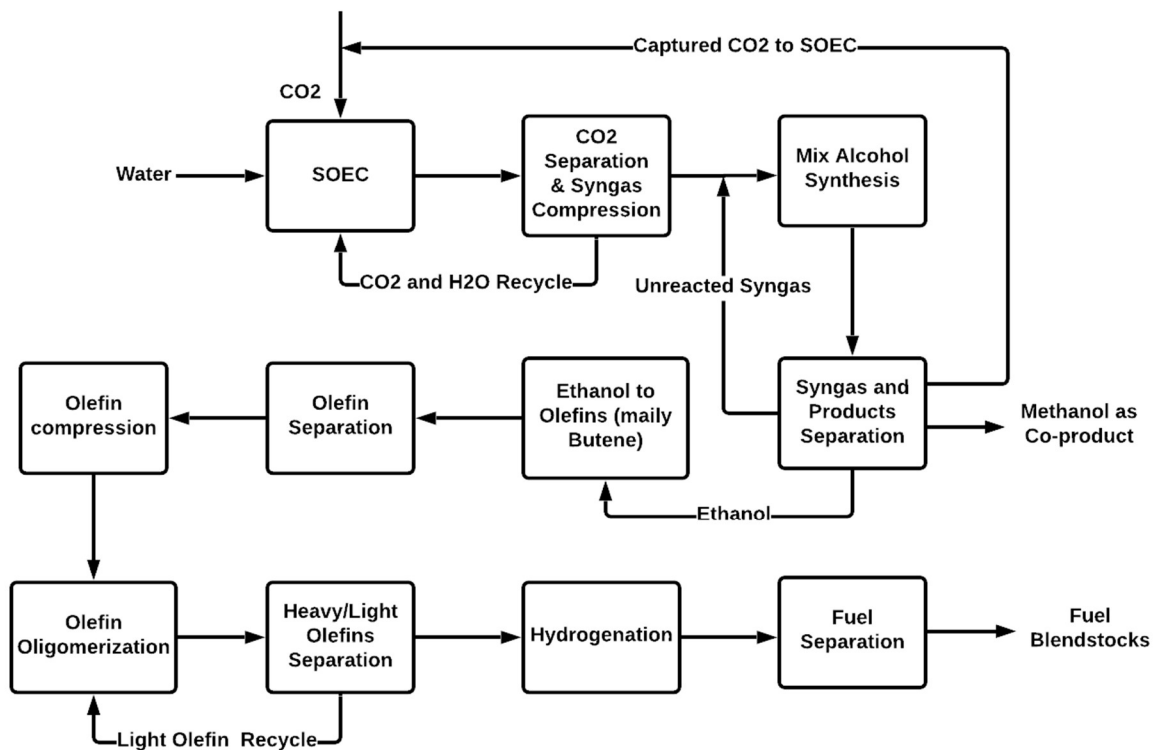 Captured CO2 to SOEC
CO2
Water
SOEC
CO2
Separation
& Syngas
Compression
Mix Alcohol
Synthesis
CO2 and H2O Recycle
Unreacted Syngas
Olefin
compression
Olefin
Separation
Ethanol to
Olefins (maily
Butene)
Syngas and
Products
Separation
Methanol as
Co-product
Ethanol
Olefin
Oligomerization
Heavy/Light
Olefins
Separation
Hydrogenation
Fuel
Separation
Fuel
Blendstocks
Light Olefin Recycle